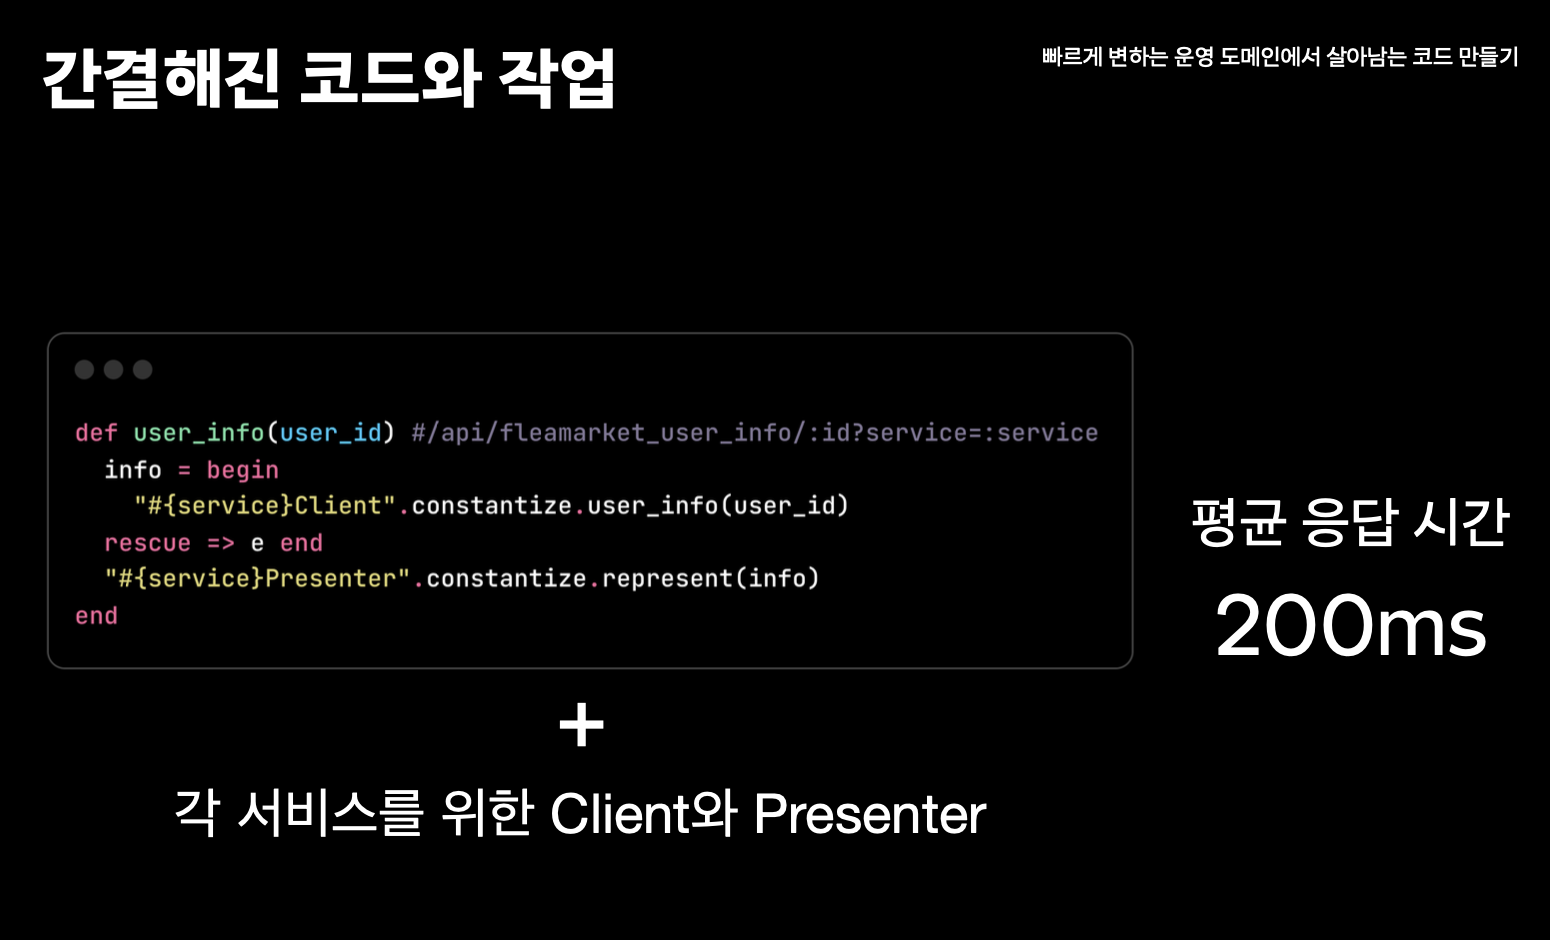 간결해진 코드와 작업
빠르게 변하는 운영 도메인에서 살아남는 코드 만들기
def user_info(user_id) #/api/fleamarket_user_info/:id?service=:service
  info = begin
    "#{service}Client".constantize.user_info(user_id)
  rescue => e end
  "#{service}Presenter".constantize.represent(info)
end
평균 응답 시간
200ms
+
각 서비스를 위한 Client와 Presenter